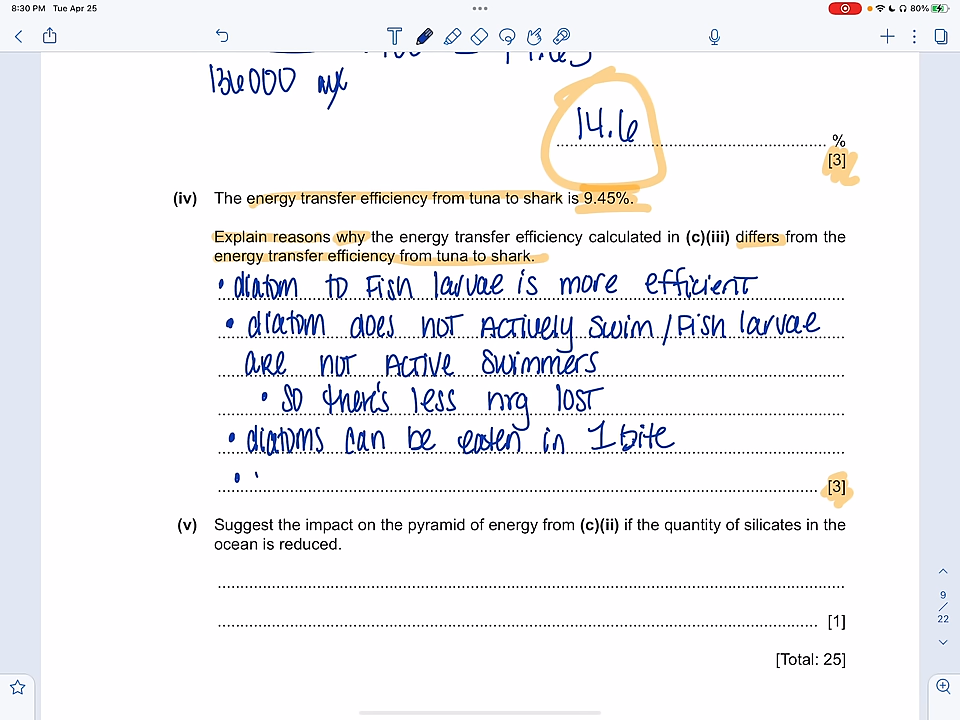 8:30 PM Tue Apr 25
80%
136000
14.6
%
[3]
(iv) The energy transfer efficiency from tuna to shark is 9.45%.
Explain reasons why the energy transfer efficiency calculated in (c)(iii) differs from the
energy transfer efficiency from tuna to shark.
• diatom to Fish larvae is more efficient
• diatom does not Actively swim / Fish larvae
are not Active swimmers
• so there's less nrg lost
• diatoms can be eaten in 1 bite
[3]
(v) Suggest the impact on the pyramid of energy from (c)(ii) if the quantity of silicates in the
ocean is reduced.
[1]
[Total: 25]
9
/
22